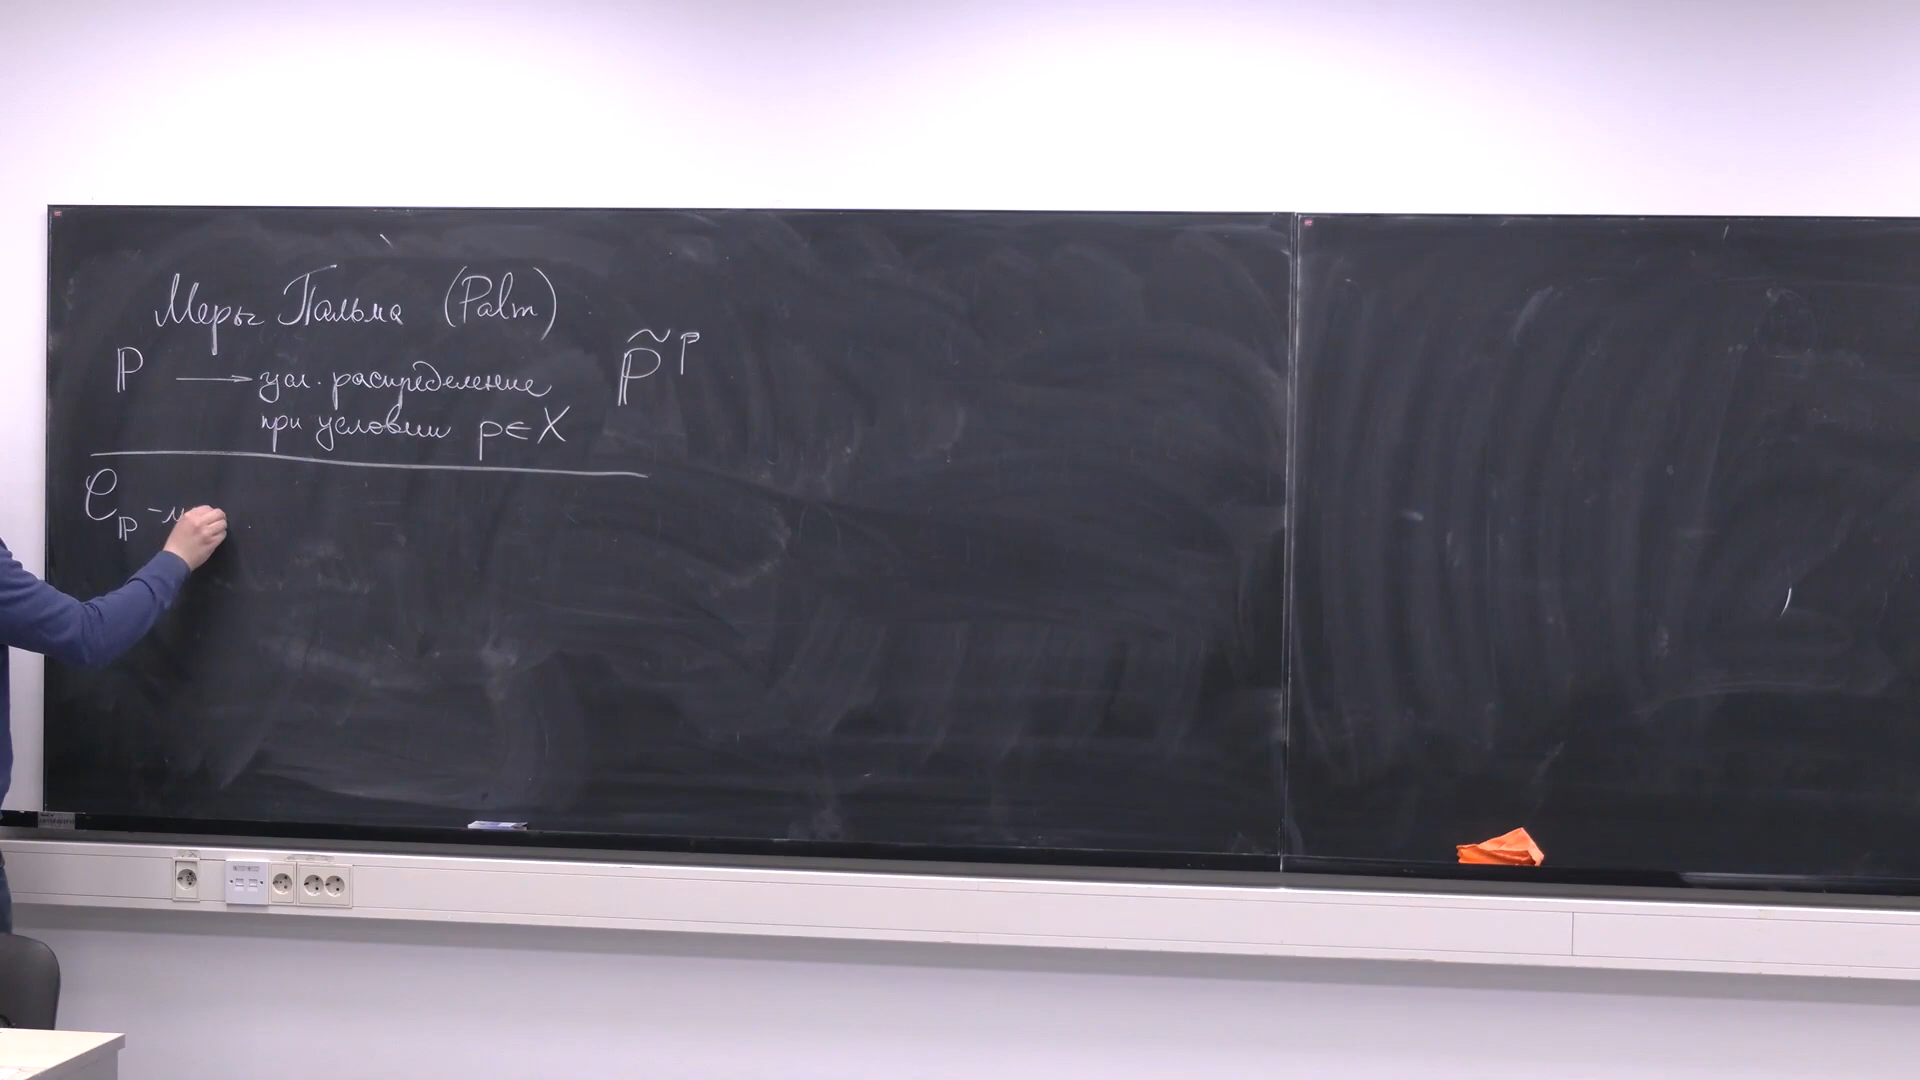 Меры Пальма (Palm)
ℙ → усл. распределение ℙ̃^p
при условии p ∈ X
𝒞_ℙ - м